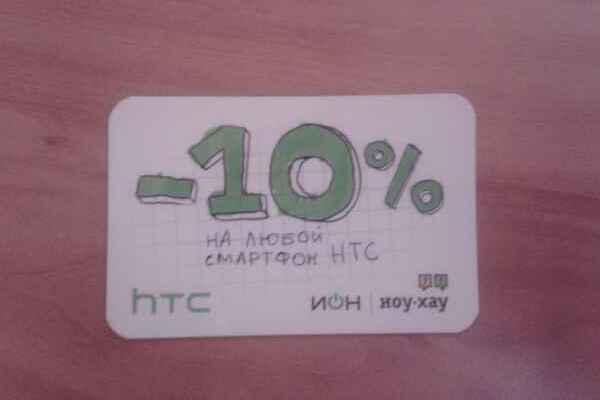 -10%
НА ЛЮБОЙ
СМАРТФОН HTC
hTC
ИОН ноу-хау